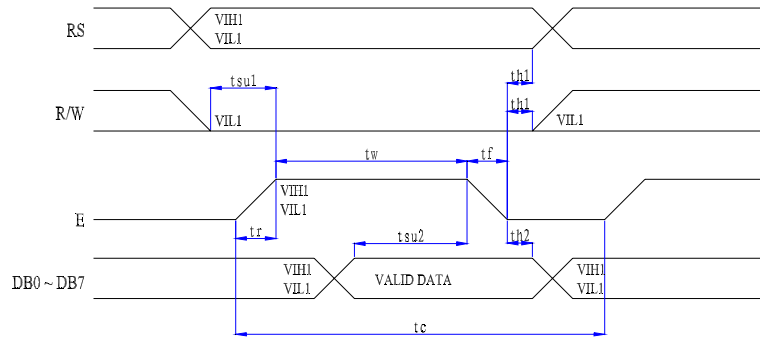 RS
VIH1
VIL1
tsu1
th1
th1
R/W
VIL1
VIL1
tw
tf
E
VIH1
VIL1
tr
tsu2
th2
DB0 ~ DB7
VIH1
VIL1
VALID DATA
VIH1
VIL1
tc